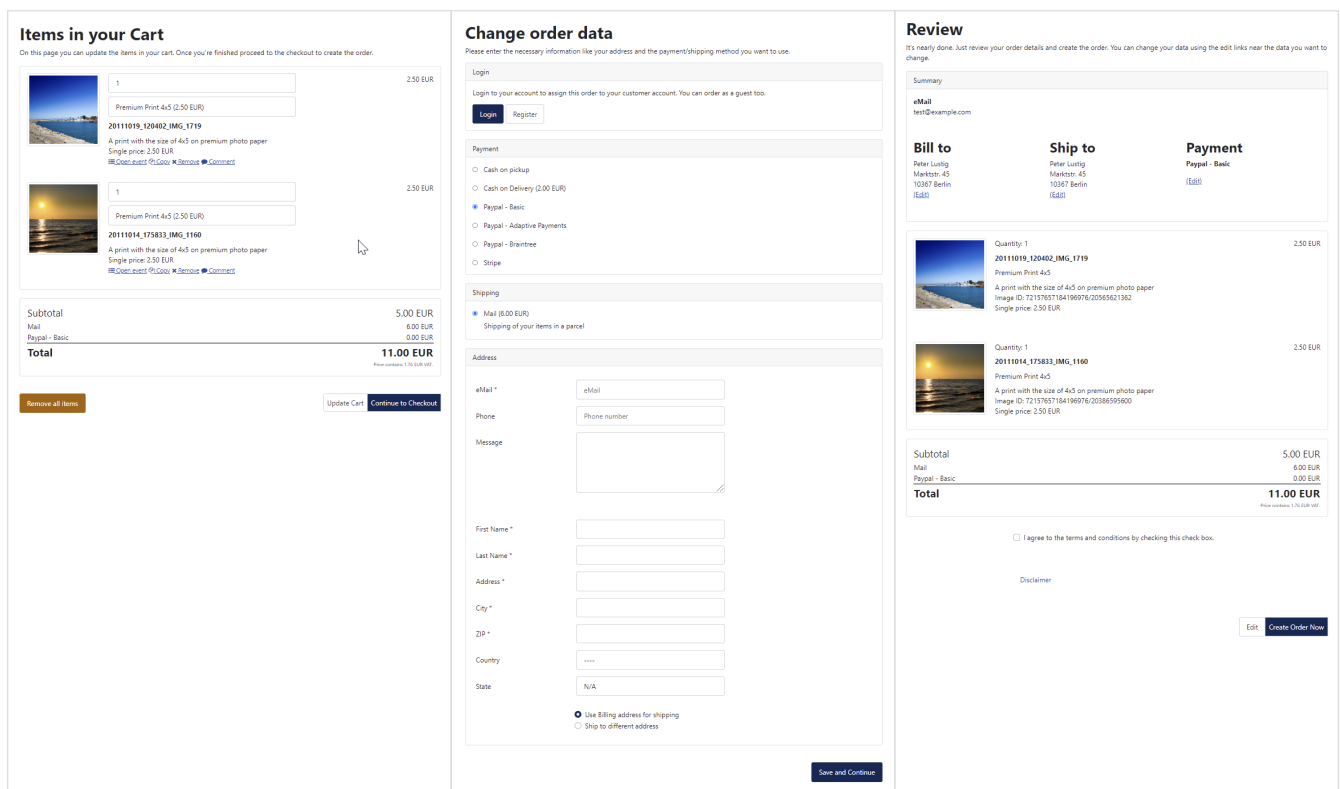 Items in your Cart
On this page you can update the items in your cart. Once you're finished proceed to the checkout to create the order.
1
2.50 EUR
Premium Print 4x5 (2.50 EUR)
20111019_120402_IMG_1719
A print with the size of 4x5 on premium photo paper
Single price: 2.50 EUR
Open event Copy Remove Comment
1
2.50 EUR
Premium Print 4x5 (2.50 EUR)
20111014_175833_IMG_1160
A print with the size of 4x5 on premium photo paper
Single price: 2.50 EUR
Open event Copy Remove Comment
Subtotal 5.00 EUR
Mail 6.00 EUR
Paypal - Basic 0.00 EUR
Total 11.00 EUR
Price contains 1.76 EUR VAT.
Remove all items
Update Cart Continue to Checkout
Change order data
Please enter the necessary information like your address and the payment/shipping method you want to use.
Login
Login to your account to assign this order to your customer account. You can order as a guest too.
Login Register
Payment
Cash on pickup
Cash on Delivery (2.00 EUR)
Paypal - Basic
Paypal - Adaptive Payments
Paypal - Braintree
Stripe
Shipping
Mail (6.00 EUR)
Shipping of your items in a parcel
Address
eMail * eMail
Phone Phone number
Message
First Name *
Last Name *
Address *
City *
ZIP *
Country ----
State N/A
Use Billing address for shipping
Ship to different address
Save and Continue
Review
It's nearly done. Just review your order details and create the order. You can change your data using the edit links near the data you want to
change.
Summary
eMail
test@example.com
Bill to Ship to Payment
Peter Lustig Peter Lustig Paypal - Basic
Marktstr. 45 Marktstr. 45
10367 Berlin 10367 Berlin (Edit)
(Edit) (Edit)
Quantity: 1 2.50 EUR
20111019_120402_IMG_1719
Premium Print 4x5
A print with the size of 4x5 on premium photo paper
Image ID: 72157657184196976/20565621362
Single price: 2.50 EUR
Quantity: 1 2.50 EUR
20111014_175833_IMG_1160
Premium Print 4x5
A print with the size of 4x5 on premium photo paper
Image ID: 72157657184196976/20386595600
Single price: 2.50 EUR
Subtotal 5.00 EUR
Mail 6.00 EUR
Paypal - Basic 0.00 EUR
Total 11.00 EUR
Price contains 1.76 EUR VAT.
I agree to the terms and conditions by checking this check box.
Disclaimer
Edit Create Order Now